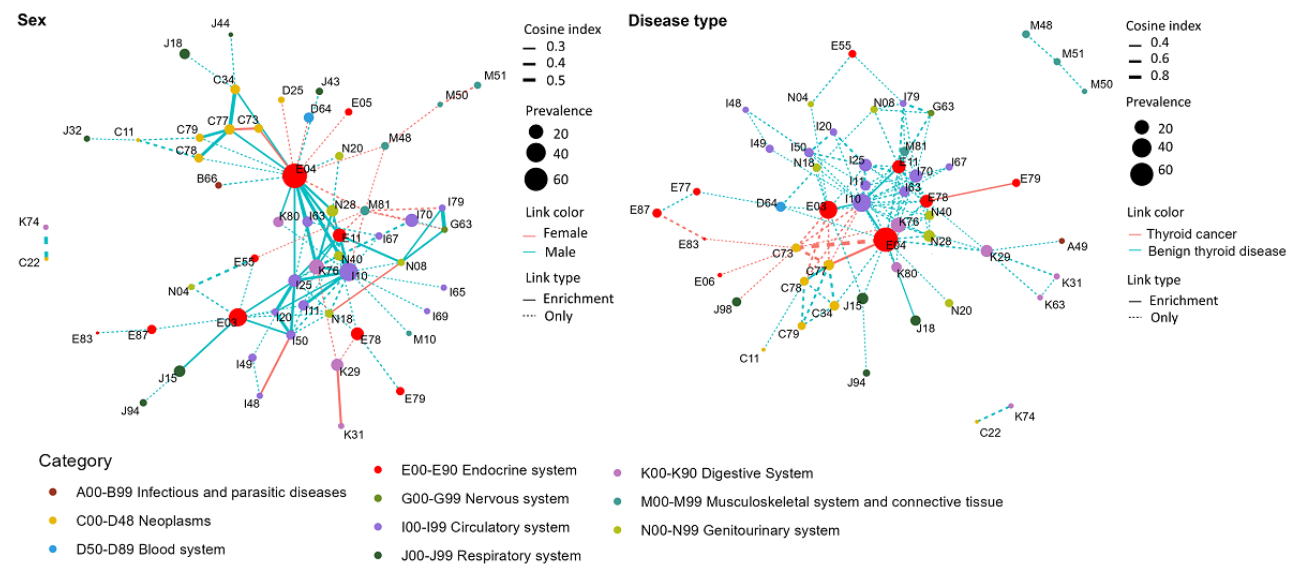 Sex
J44
J18
C34
D25
J43
D64
E05
M51
M50
J32
C11
C79
C77
C73
C78
N20
M48
E04
B66
K74
C22
K80
I63
N28
M81
I70
I79
G63
E11
I67
N40
N08
E55
K76
I10
N04
I25
I65
I11
E03
I20
N18
I69
E83
E87
I50
E78
M10
I49
K29
J15
J94
I48
E79
K31
Cosine index
0.3
0.4
0.5
Prevalence
20
40
60
Link color
Female
Male
Link type
Enrichment
Only
Disease type
M48
M51
M50
E55
I48
N04
N08
I79
G63
I20
I49
I50
M81
N18
I25
E11
I70
I67
I11
I63
E79
E77
D64
E03
I10
E78
E87
N40
K76
E83
C73
E04
N28
A49
K29
E06
C77
K80
C78
K31
K63
J98
C34
J15
N20
C79
J18
C11
J94
K74
C22
Cosine index
0.4
0.6
0.8
Prevalence
20
40
60
Link color
Thyroid cancer
Benign thyroid disease
Link type
Enrichment
Only
Category
A00-B99 Infectious and parasitic diseases
C00-D48 Neoplasms
D50-D89 Blood system
E00-E90 Endocrine system
G00-G99 Nervous system
I00-I99 Circulatory system
J00-J99 Respiratory system
K00-K90 Digestive System
M00-M99 Musculoskeletal system and connective tissue
N00-N99 Genitourinary system